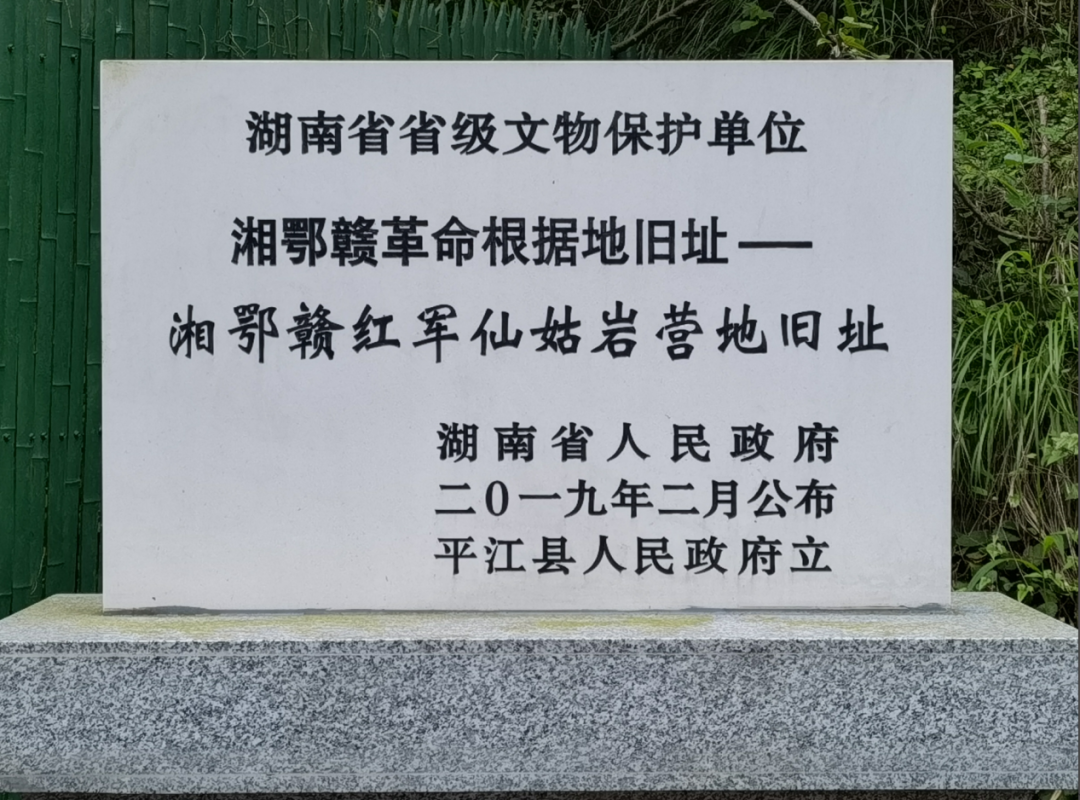 湖南省省级文物保护单位
湘鄂赣革命根据地旧址——
湘鄂赣红军仙姑岩营地旧址
湖南省人民政府
二0一九年二月公布
平江县人民政府立